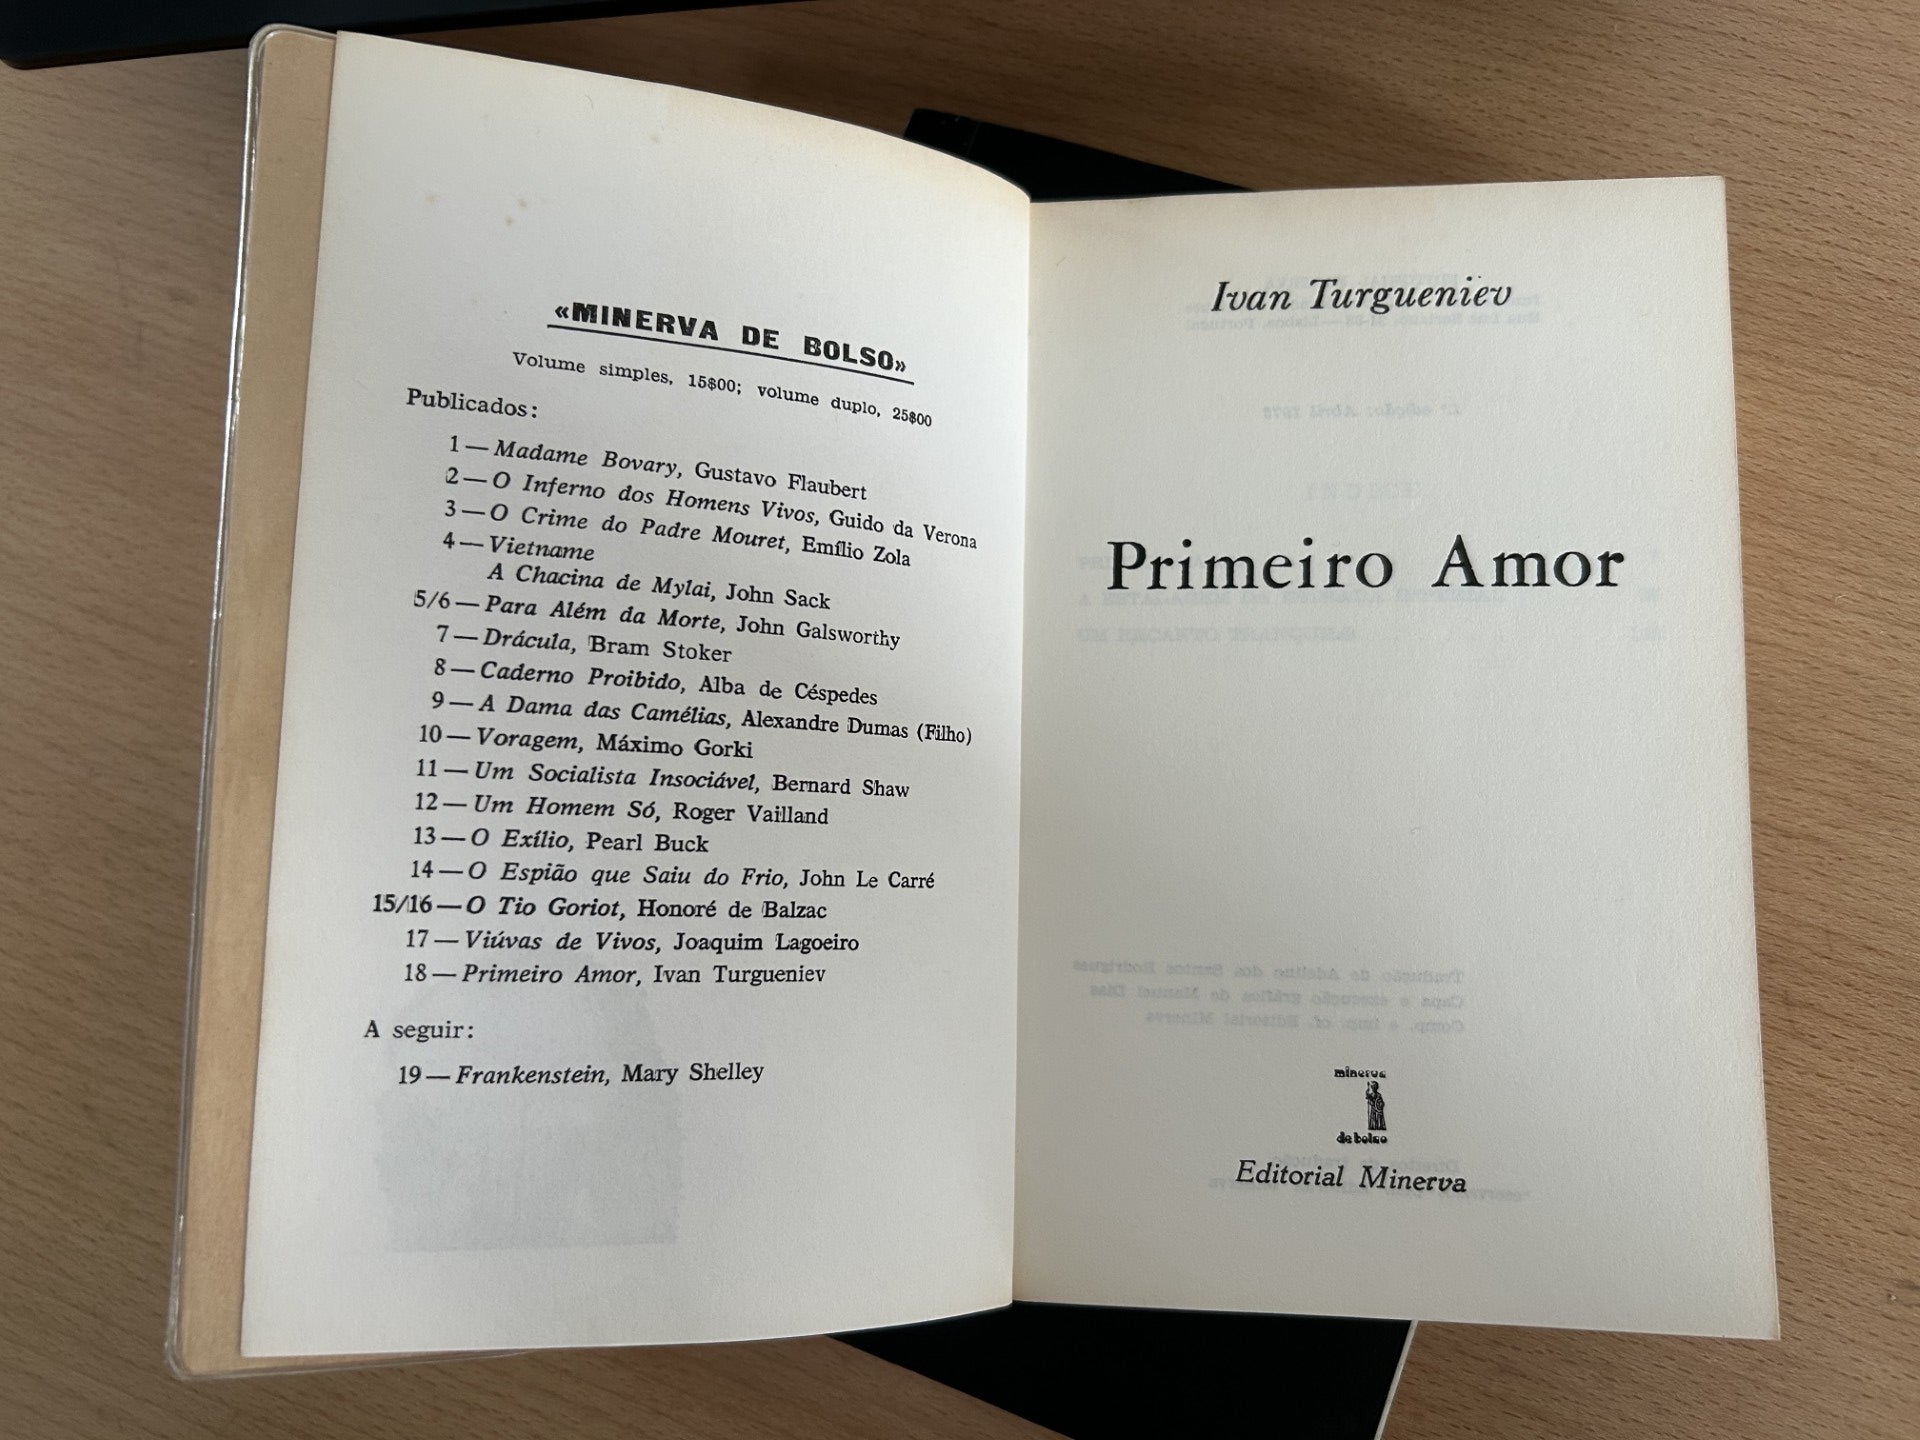 «MINERVA DE BOLSO»
Volume simples, 15$00; volume duplo, 25$00
Publicados:
1 — Madame Bovary, Gustavo Flaubert
2 — O Inferno dos Homens Vivos, Guido da Verona
3 — O Crime do Padre Mouret, Emílio Zola
4 — Vietname
A Chacina de Mylai, John Sack
5/6 — Para Além da Morte, John Galsworthy
7 — Drácula, Bram Stoker
8 — Caderno Proibido, Alba de Céspedes
9 — A Dama das Camélias, Alexandre Dumas (Filho)
10 — Voragem, Máximo Gorki
11 — Um Socialista Insociável, Bernard Shaw
12 — Um Homem Só, Roger Vailland
13 — O Exílio, Pearl Buck
14 — O Espião que Saiu do Frio, John Le Carré
15/16 — O Tio Goriot, Honoré de Balzac
17 — Viúvas de Vivos, Joaquim Lagoeiro
18 — Primeiro Amor, Ivan Turgueniev
A seguir:
19 — Frankenstein, Mary Shelley
Ivan Turgueniev
Primeiro Amor
minerva
de bolso
Editorial Minerva